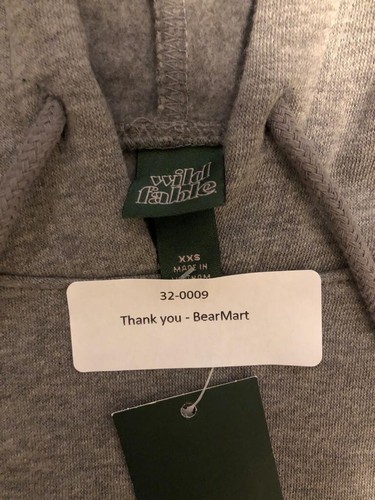 wild
fable
XXS
MADE IN
32-0009
Thank you - BearMart